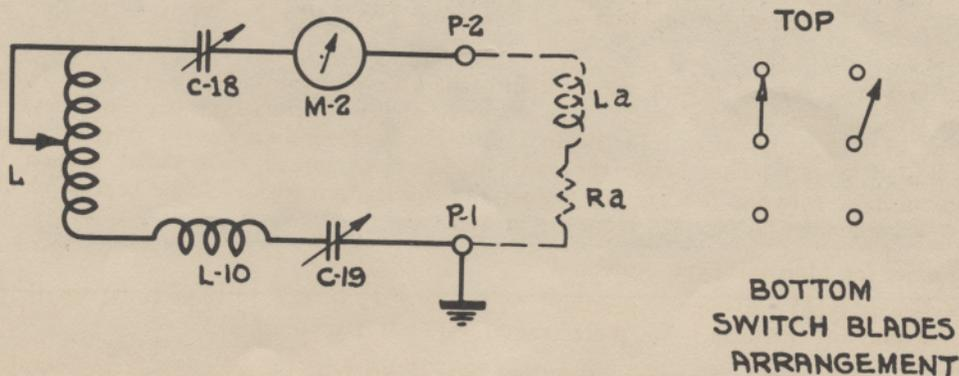 P-2
TOP
C-18
M-2
La
L
Ra
P-1
L-10
C-19
BOTTOM
SWITCH BLADES
ARRANGEMENT